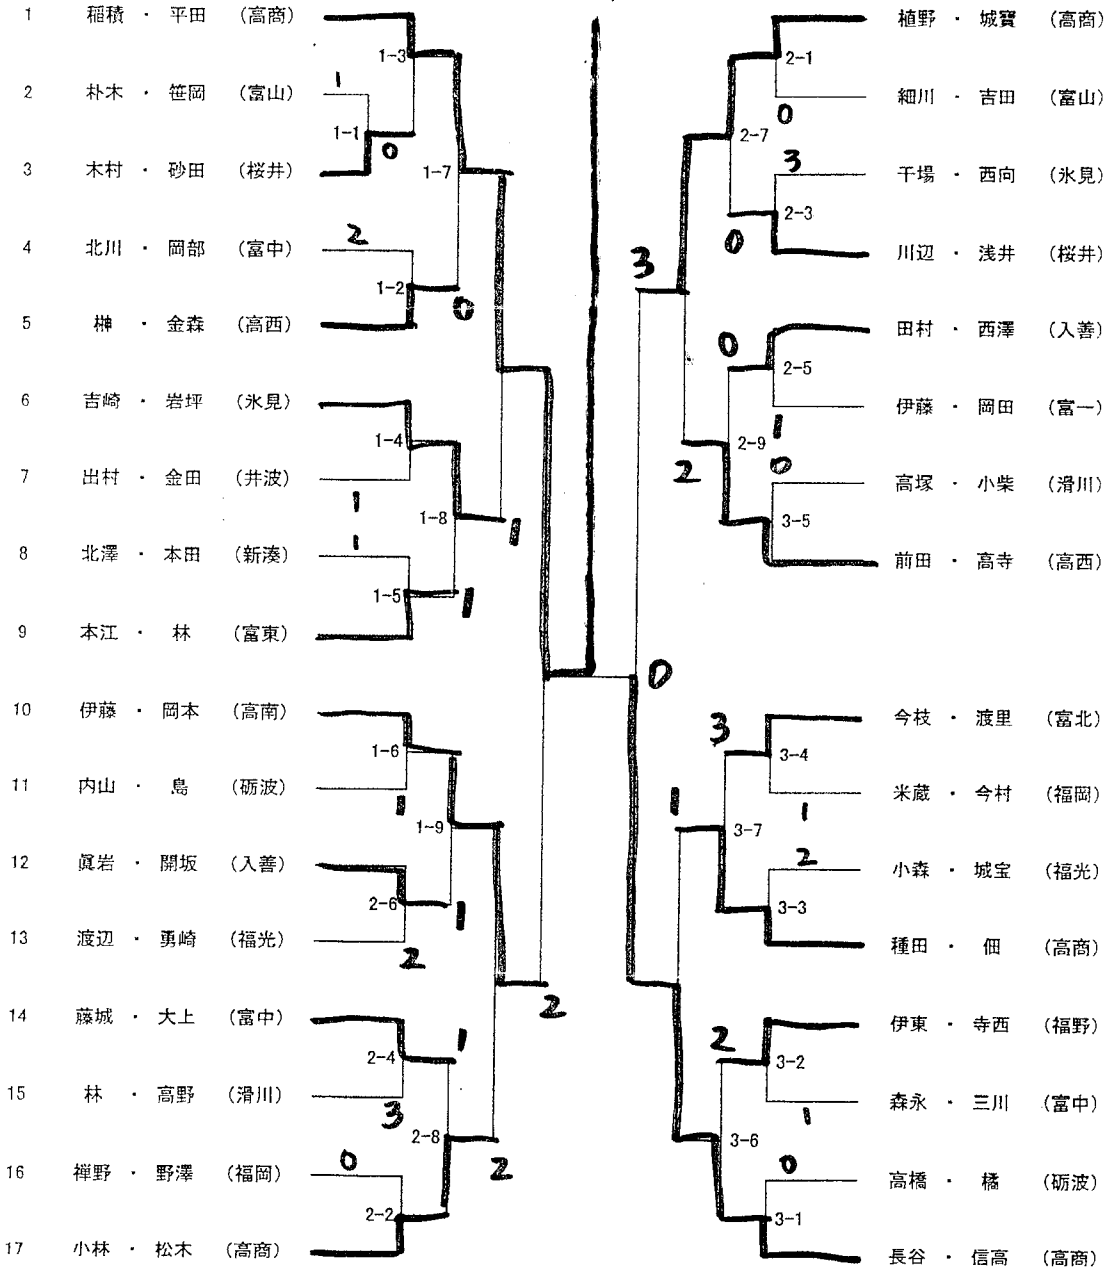 1 稲積 ・ 平田 (高商)
1-3
1
2 朴木 ・ 笹岡 (富山)
1-1
0
3 木村 ・ 砂田 (桜井)
1-7
2
4 北川 ・ 岡部 (富中)
1-2
0
5 榊 ・ 金森 (高西)
6 吉崎 ・ 岩坪 (氷見)
1-4
7 出村 ・ 金田 (井波)
1
1-8
1
1
8 北澤 ・ 本田 (新湊)
1-5
1
9 本江 ・ 林 (富東)
10 伊藤 ・ 岡本 (高南)
1-6
11 内山 ・ 島 (砺波)
1
1-9
12 眞岩 ・ 開坂 (入善)
2-6
1
13 渡辺 ・ 勇崎 (福光)
2
2
14 藤城 ・ 大上 (富中)
1
2-4
15 林 ・ 高野 (滑川)
3
2-8
2
0
16 禅野 ・ 野澤 (福岡)
2-2
17 小林 ・ 松木 (高商)
植野 ・ 城寶 (高商)
2-1
細川 ・ 吉田 (富山)
0
2-7
3
干場 ・ 西向 (氷見)
2-3
0
川辺 ・ 浅井 (桜井)
3
田村 ・ 西澤 (入善)
0
2-5
伊藤 ・ 岡田 (富一)
1
2-9
2
0
高塚 ・ 小柴 (滑川)
3-5
前田 ・ 高寺 (高西)
0
今枝 ・ 渡里 (富北)
3
3-4
米蔵 ・ 今村 (福岡)
1
1
3-7
2
小森 ・ 城宝 (福光)
3-3
種田 ・ 佃 (高商)
伊東 ・ 寺西 (福野)
2
3-2
森永 ・ 三川 (富中)
1
3-6
0
高橋 ・ 橘 (砺波)
3-1
長谷 ・ 信高 (高商)